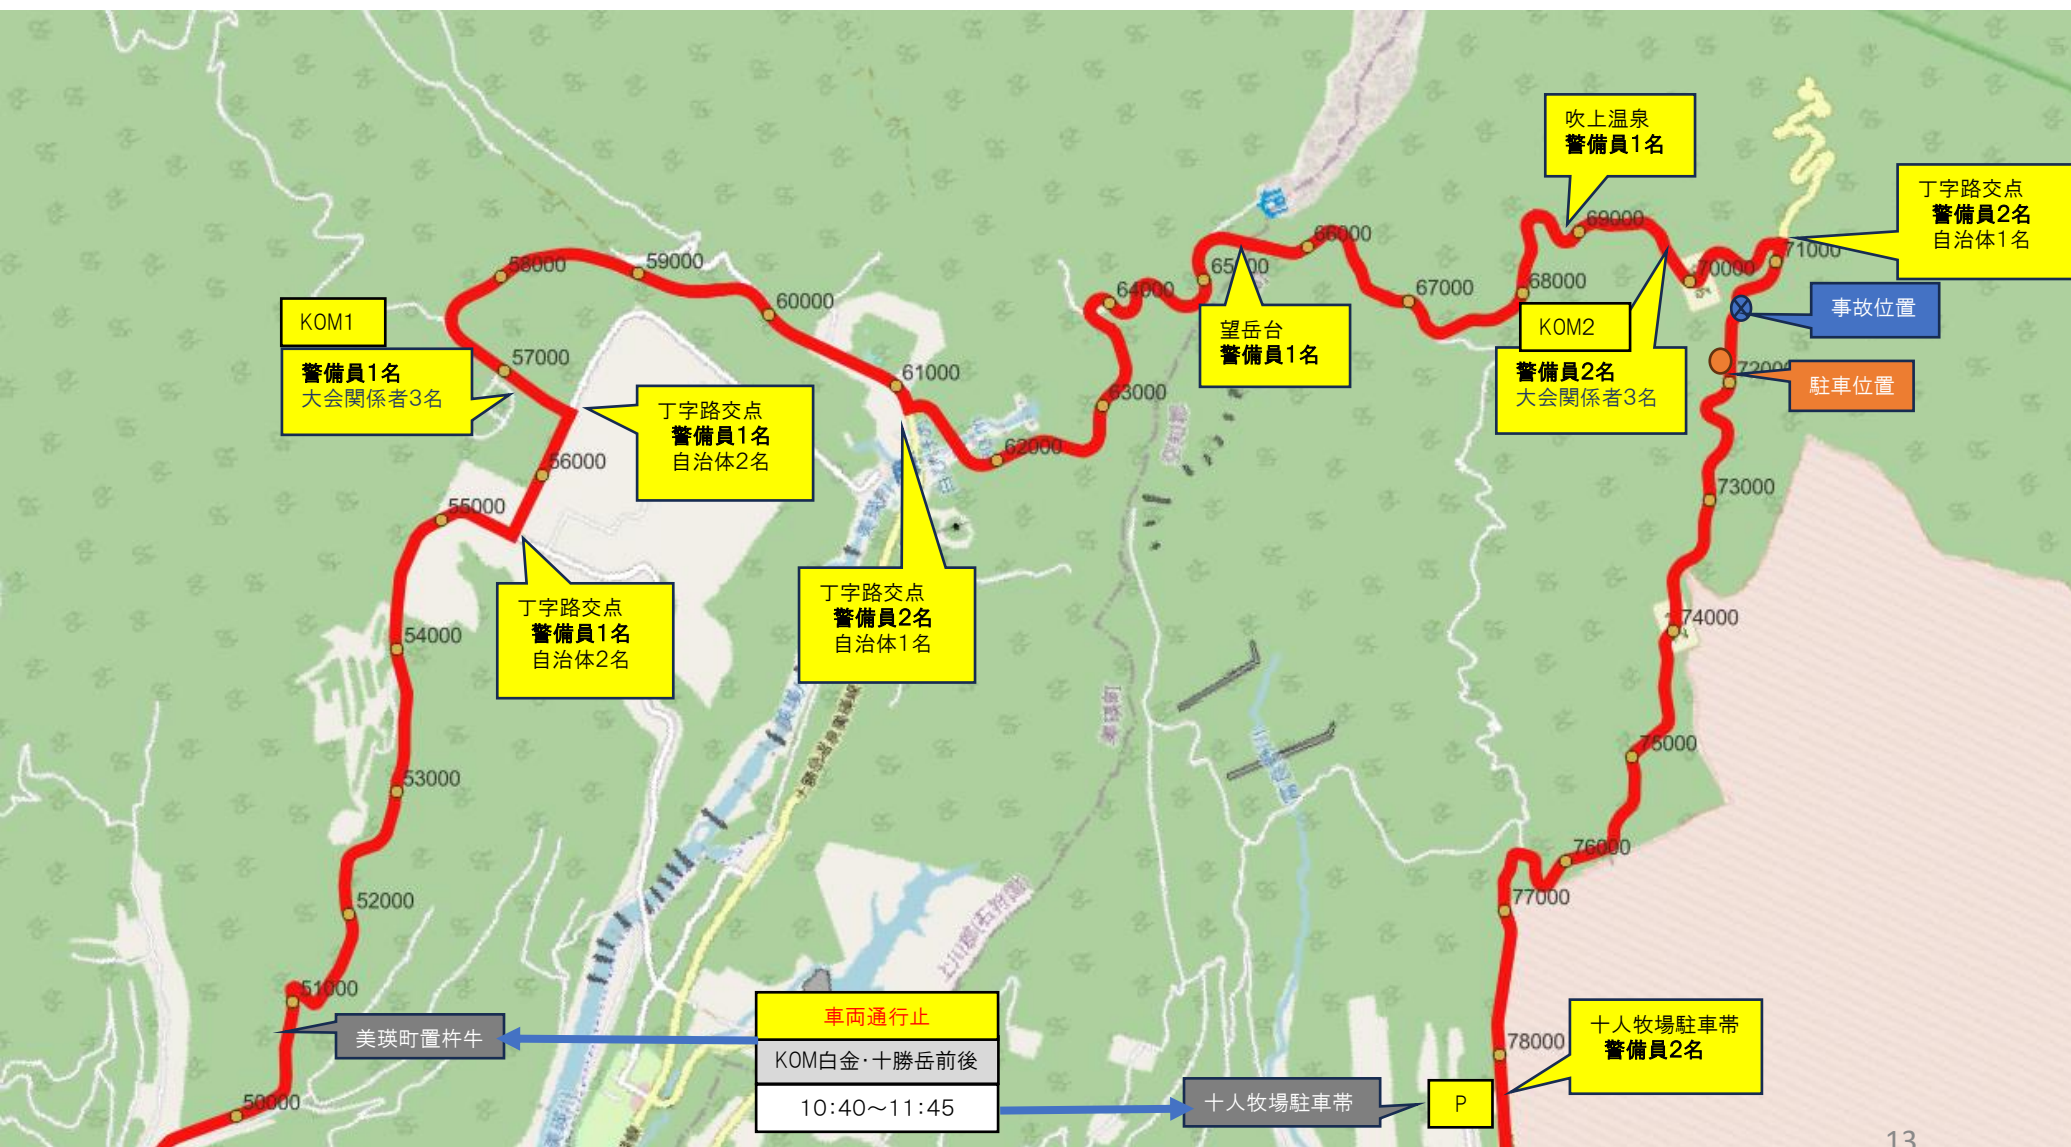 吹上温泉
警備員1名
丁字路交点
警備員2名
自治体1名
69000
66000
58000
59000
71000
70000
65000
60000
64000
67000
68000
事故位置
KOM1
KOM2
警備員1名
大会関係者3名
57000
61000
望岳台
警備員1名
警備員2名
大会関係者3名
72000
駐車位置
63000
丁字路交点
警備員1名
自治体2名
62000
56000
73000
55000
丁字路交点
警備員1名
自治体2名
丁字路交点
警備員2名
自治体1名
54000
74000
美瑛町
75000
53000
76000
52000
77000
51000
車両通行止
KOM白金・十勝岳前後
10:40～11:45
美瑛町置杵牛
十人牧場駐車帯
警備員2名
78000
十人牧場駐車帯
P
50000
13